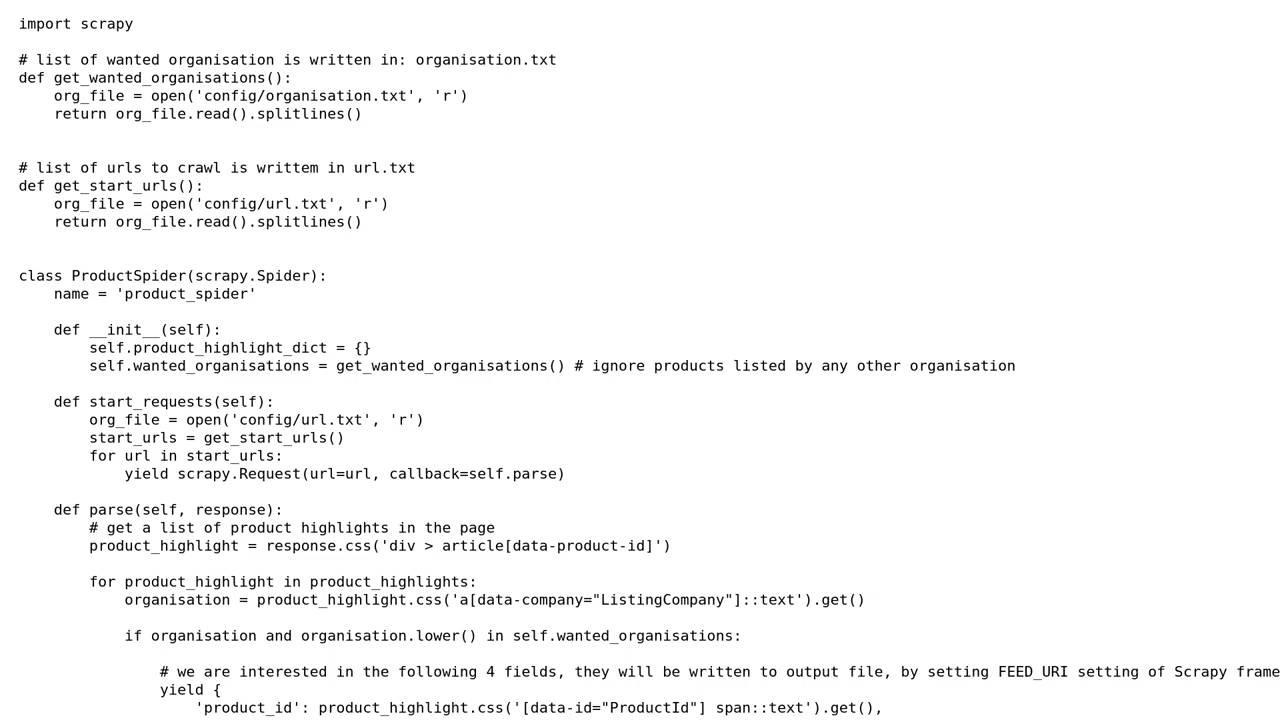 import scrapy
# list of wanted organisation is written in: organisation.txt
def get_wanted_organisations():
    org_file = open('config/organisation.txt', 'r')
    return org_file.read().splitlines()
# list of urls to crawl is writtem in url.txt
def get_start_urls():
    org_file = open('config/url.txt', 'r')
    return org_file.read().splitlines()
class ProductSpider(scrapy.Spider):
    name = 'product_spider'
    def __init__(self):
        self.product_highlight_dict = {}
        self.wanted_organisations = get_wanted_organisations() # ignore products listed by any other organisation
    def start_requests(self):
        org_file = open('config/url.txt', 'r')
        start_urls = get_start_urls()
        for url in start_urls:
            yield scrapy.Request(url=url, callback=self.parse)
    def parse(self, response):
        # get a list of product highlights in the page
        product_highlight = response.css('div > article[data-product-id]')
        for product_highlight in product_highlights:
            organisation = product_highlight.css('a[data-company="ListingCompany"]::text').get()
            if organisation and organisation.lower() in self.wanted_organisations:
                # we are interested in the following 4 fields, they will be written to output file, by setting FEED_URI setting of Scrapy frame
                yield {
                    'product_id': product_highlight.css('[data-id="ProductId"] span::text').get(),